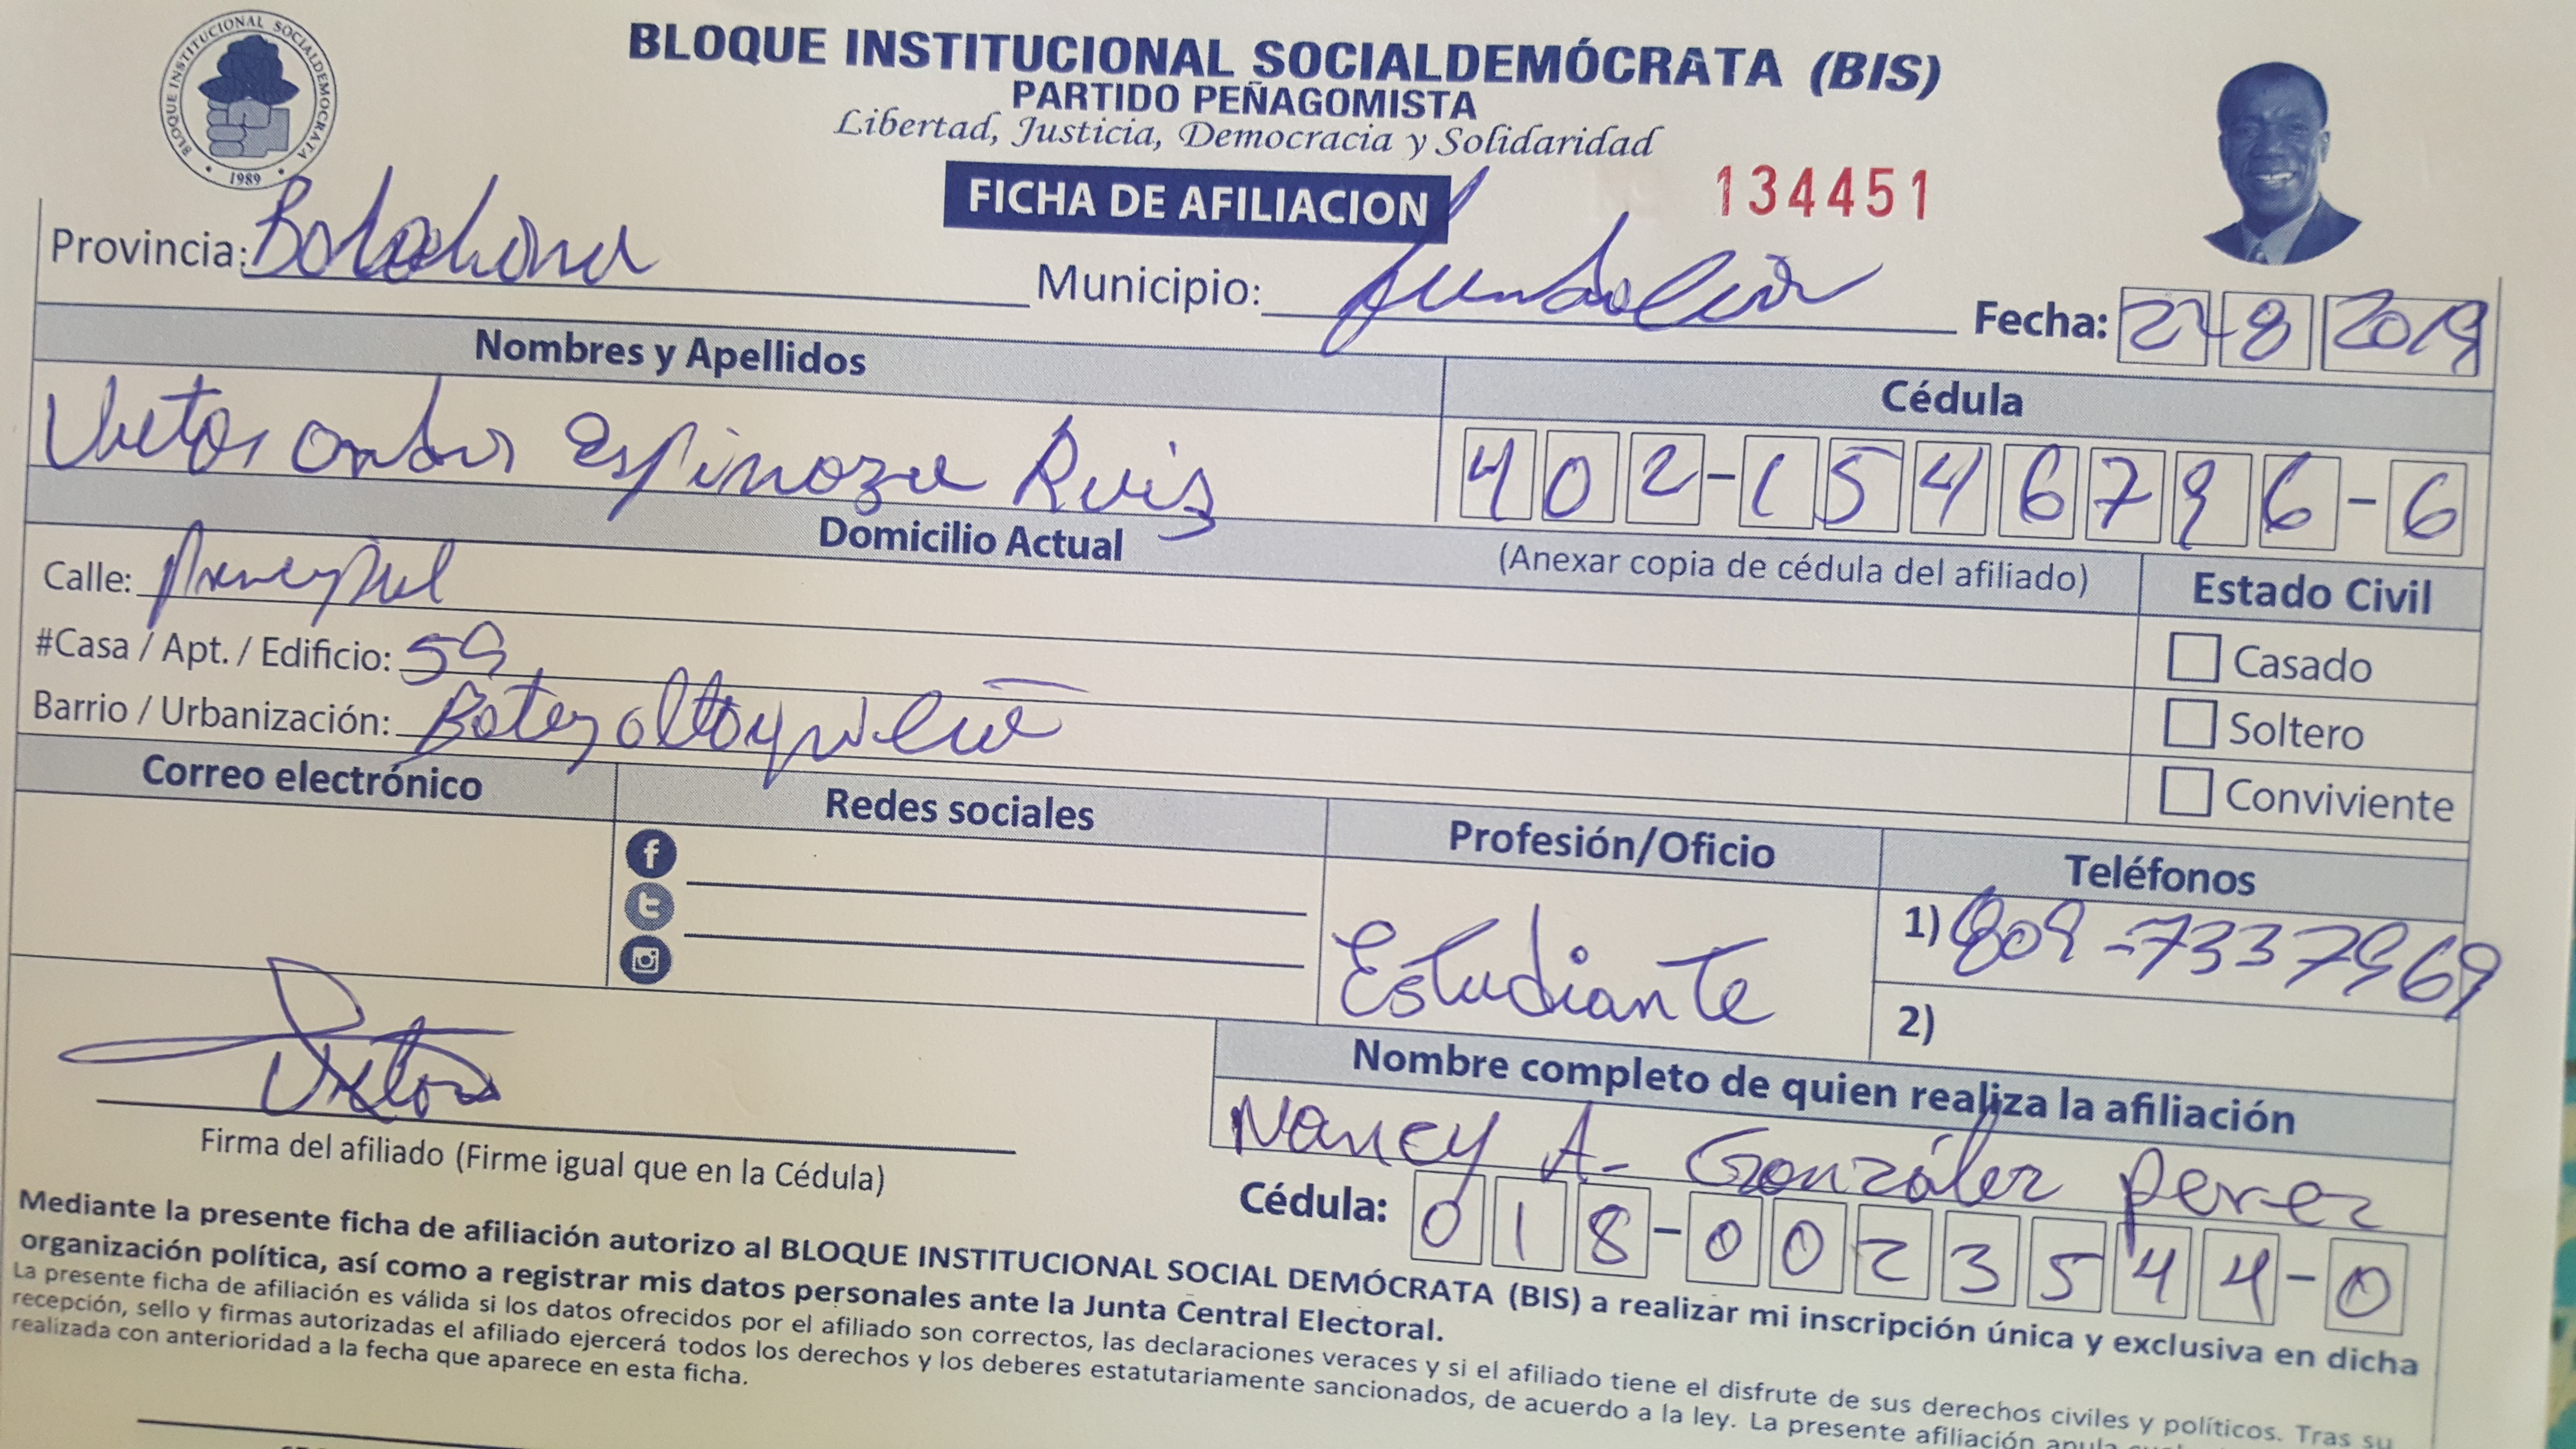 BLOQUE INSTITUCIONAL SOCIALDEMOCRATA
1989
BLOQUE INSTITUCIONAL SOCIALDEMÓCRATA (BIS)
PARTIDO PEÑAGOMISTA
Libertad, Justicia, Democracia y Solidaridad
FICHA DE AFILIACION
134451
Provincia:
Municipio:
Fecha: 27 8 2019
Nombres y Apellidos
Cédula
Espinoza Ruiz
402-1546796-6
Domicilio Actual
(Anexar copia de cédula del afiliado)
Estado Civil
Calle: Principal
#Casa / Apt. / Edificio: 59
Casado
Barrio / Urbanización: Batey
Soltero
Conviviente
Correo electrónico
Redes sociales
Profesión/Oficio
Teléfonos
Estudiante
1) 809-7337969
2)
Firma del afiliado (Firme igual que en la Cédula)
Nombre completo de quien realiza la afiliación
Nancy A. González perez
Cédula: 018-0023544-0
Mediante la presente ficha de afiliación autorizo al BLOQUE INSTITUCIONAL SOCIAL DEMÓCRATA (BIS) a realizar mi inscripción única y exclusiva en dicha
organización política, así como a registrar mis datos personales ante la Junta Central Electoral.
La presente ficha de afiliación es válida si los datos ofrecidos por el afiliado son correctos, las declaraciones veraces y si el afiliado tiene el disfrute de sus derechos civiles y políticos. Tras su
recepción, sello y firmas autorizadas el afiliado ejercerá todos los derechos y los deberes estatutariamente sancionados, de acuerdo a la ley. La presente afiliación anula
realizada con anterioridad a la fecha que aparece en esta ficha.